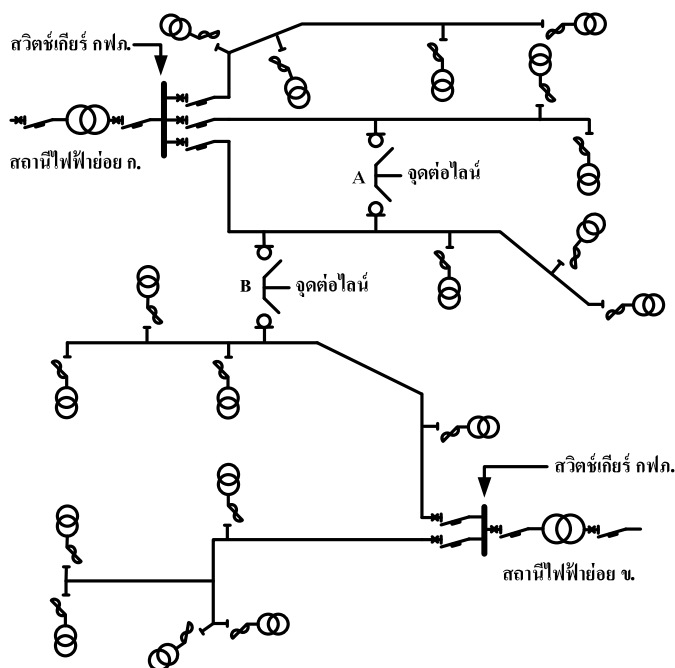 สวิตช์เกียร์ กฟภ.
สถานีไฟฟ้าย่อย ก.
A
จุดต่อไลน์
B
จุดต่อไลน์
สวิตช์เกียร์ กฟภ.
สถานีไฟฟ้าย่อย ข.